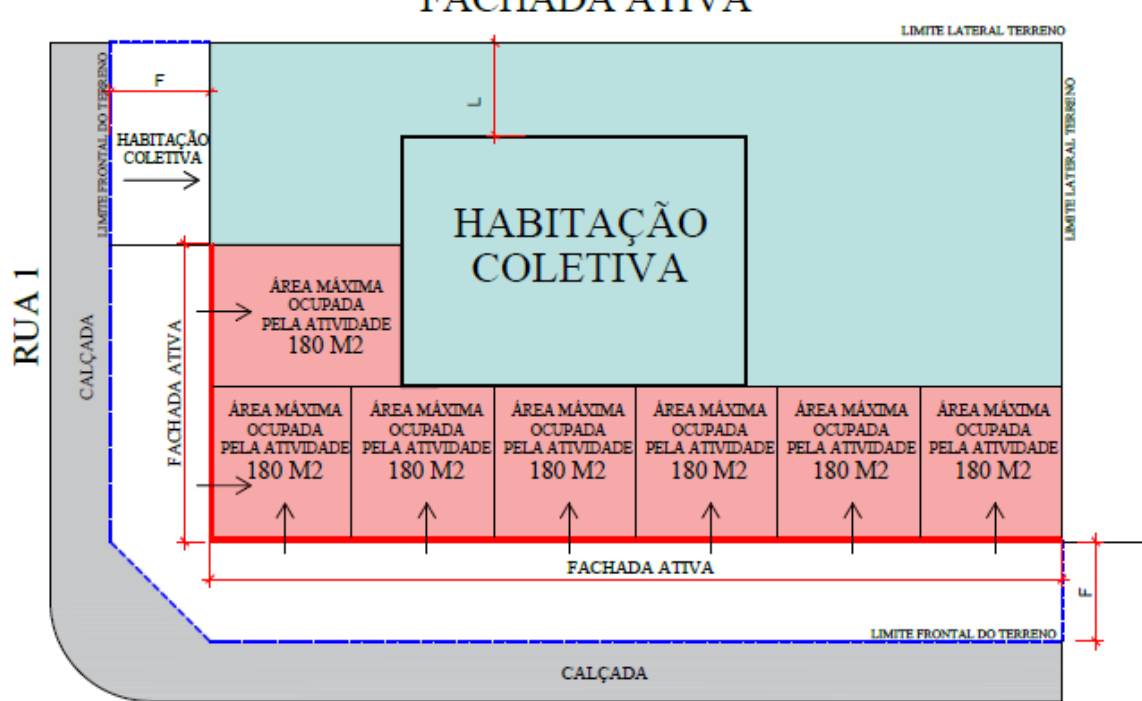 FACHADA ATIVA
LIMITE LATERAL TERRENO
LIMITE FRONTAL DO TERRENO
F
L
LIMITE LATERAL TERRENO
HABITAÇÃO
COLETIVA
HABITAÇÃO
COLETIVA
RUA 1
CALÇADA
FACHADA ATIVA
ÁREA MÁXIMA
OCUPADA
PELA ATIVIDADE
180 M2
ÁREA MÁXIMA
OCUPADA
PELA ATIVIDADE
180 M2
ÁREA MÁXIMA
OCUPADA
PELA ATIVIDADE
180 M2
ÁREA MÁXIMA
OCUPADA
PELA ATIVIDADE
180 M2
ÁREA MÁXIMA
OCUPADA
PELA ATIVIDADE
180 M2
ÁREA MÁXIMA
OCUPADA
PELA ATIVIDADE
180 M2
ÁREA MÁXIMA
OCUPADA
PELA ATIVIDADE
180 M2
FACHADA ATIVA
F
LIMITE FRONTAL DO TERRENO
CALÇADA